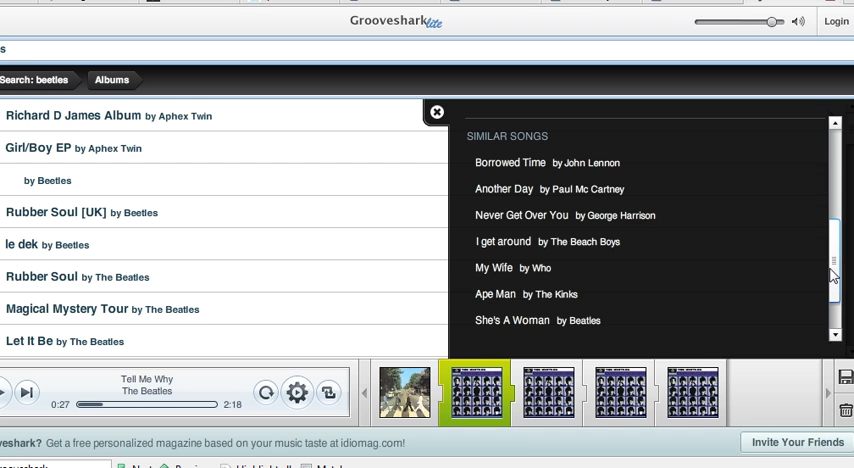 Grooveshark lite
Login
s
Search: beetles
Albums
Richard D James Album by Aphex Twin
Girl/Boy EP by Aphex Twin
by Beetles
Rubber Soul [UK] by Beetles
le dek by Beetles
Rubber Soul by The Beatles
Magical Mystery Tour by The Beatles
Let It Be by The Beatles
SIMILAR SONGS
Borrowed Time by John Lennon
Another Day by Paul Mc Cartney
Never Get Over You by George Harrison
I get around by The Beach Boys
My Wife by Who
Ape Man by The Kinks
She's A Woman by Beatles
Tell Me Why
The Beatles
0:27
2:18
veshark? Get a free personalized magazine based on your music taste at idiomag.com!
Invite Your Friends